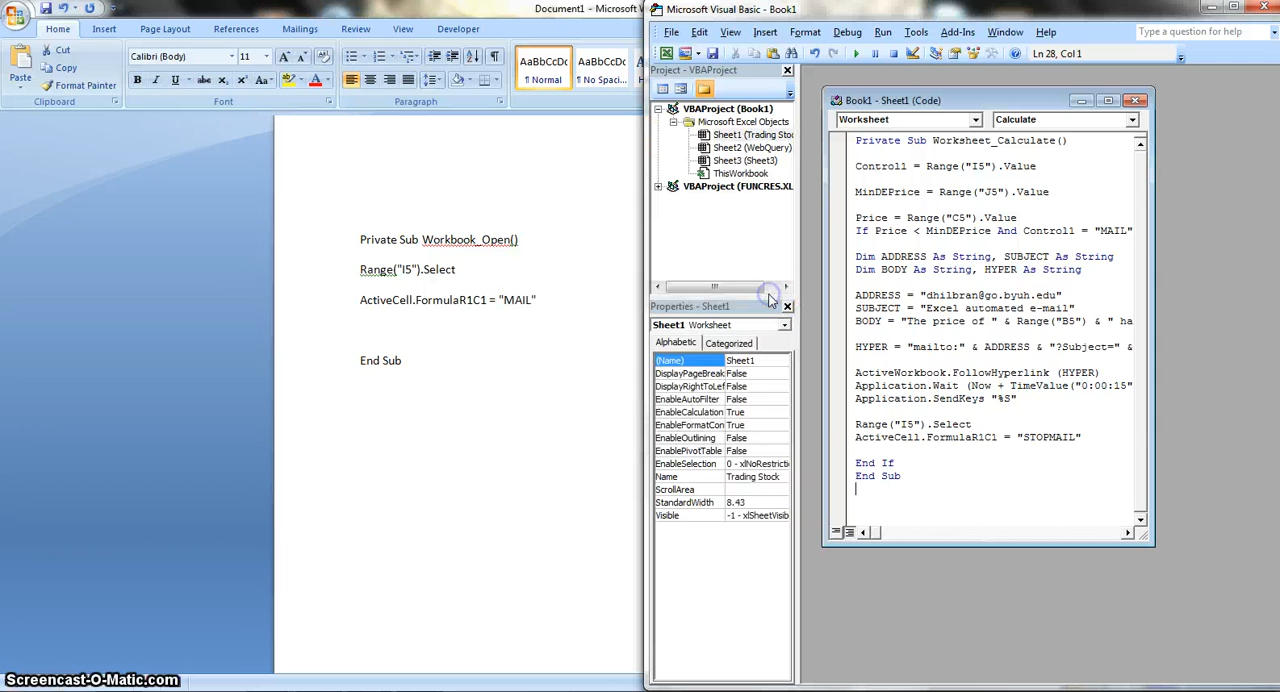 Document1 - Microsoft Wo
Home Insert Page Layout References Mailings Review View Developer
Paste
Cut
Copy
Format Painter
Clipboard
Calibri (Body) 11
Font
Paragraph
AaBbCcDc AaBbCcDc
¶ Normal ¶ No Spaci...
Private Sub Workbook_Open()
Range("I5").Select
ActiveCell.FormulaR1C1 = "MAIL"
End Sub
Microsoft Visual Basic - Book1
File Edit View Insert Format Debug Run Tools Add-Ins Window Help
Type a question for help
Ln 28, Col 1
Project - VBAProject
VBAProject (Book1)
Microsoft Excel Objects
Sheet1 (Trading Stoc
Sheet2 (WebQuery)
Sheet3 (Sheet3)
ThisWorkbook
VBAProject (FUNCRES.XL
Properties - Sheet1
Sheet1 Worksheet
Alphabetic Categorized
(Name) Sheet1
DisplayPageBreak False
DisplayRightToLef False
EnableAutoFilter False
EnableCalculation True
EnableFormatCon True
EnableOutlining False
EnablePivotTable False
EnableSelection 0 - xlNoRestricti
Name Trading Stock
ScrollArea
StandardWidth 8.43
Visible -1 - xlSheetVisib
Book1 - Sheet1 (Code)
Worksheet Calculate
Private Sub Worksheet_Calculate()
Control1 = Range("I5").Value
MinDEPrice = Range("J5").Value
Price = Range("C5").Value
If Price < MinDEPrice And Control1 = "MAIL"
Dim ADDRESS As String, SUBJECT As String
Dim BODY As String, HYPER As String
ADDRESS = "dhilbran@go.byuh.edu"
SUBJECT = "Excel automated e-mail"
BODY = "The price of " & Range("B5") & " ha
HYPER = "mailto:" & ADDRESS & "?Subject=" &
ActiveWorkbook.FollowHyperlink (HYPER)
Application.Wait (Now + TimeValue("0:00:15"
Application.SendKeys "%S"
Range("I5").Select
ActiveCell.FormulaR1C1 = "STOPMAIL"
End If
End Sub
Screencast-O-Matic.com